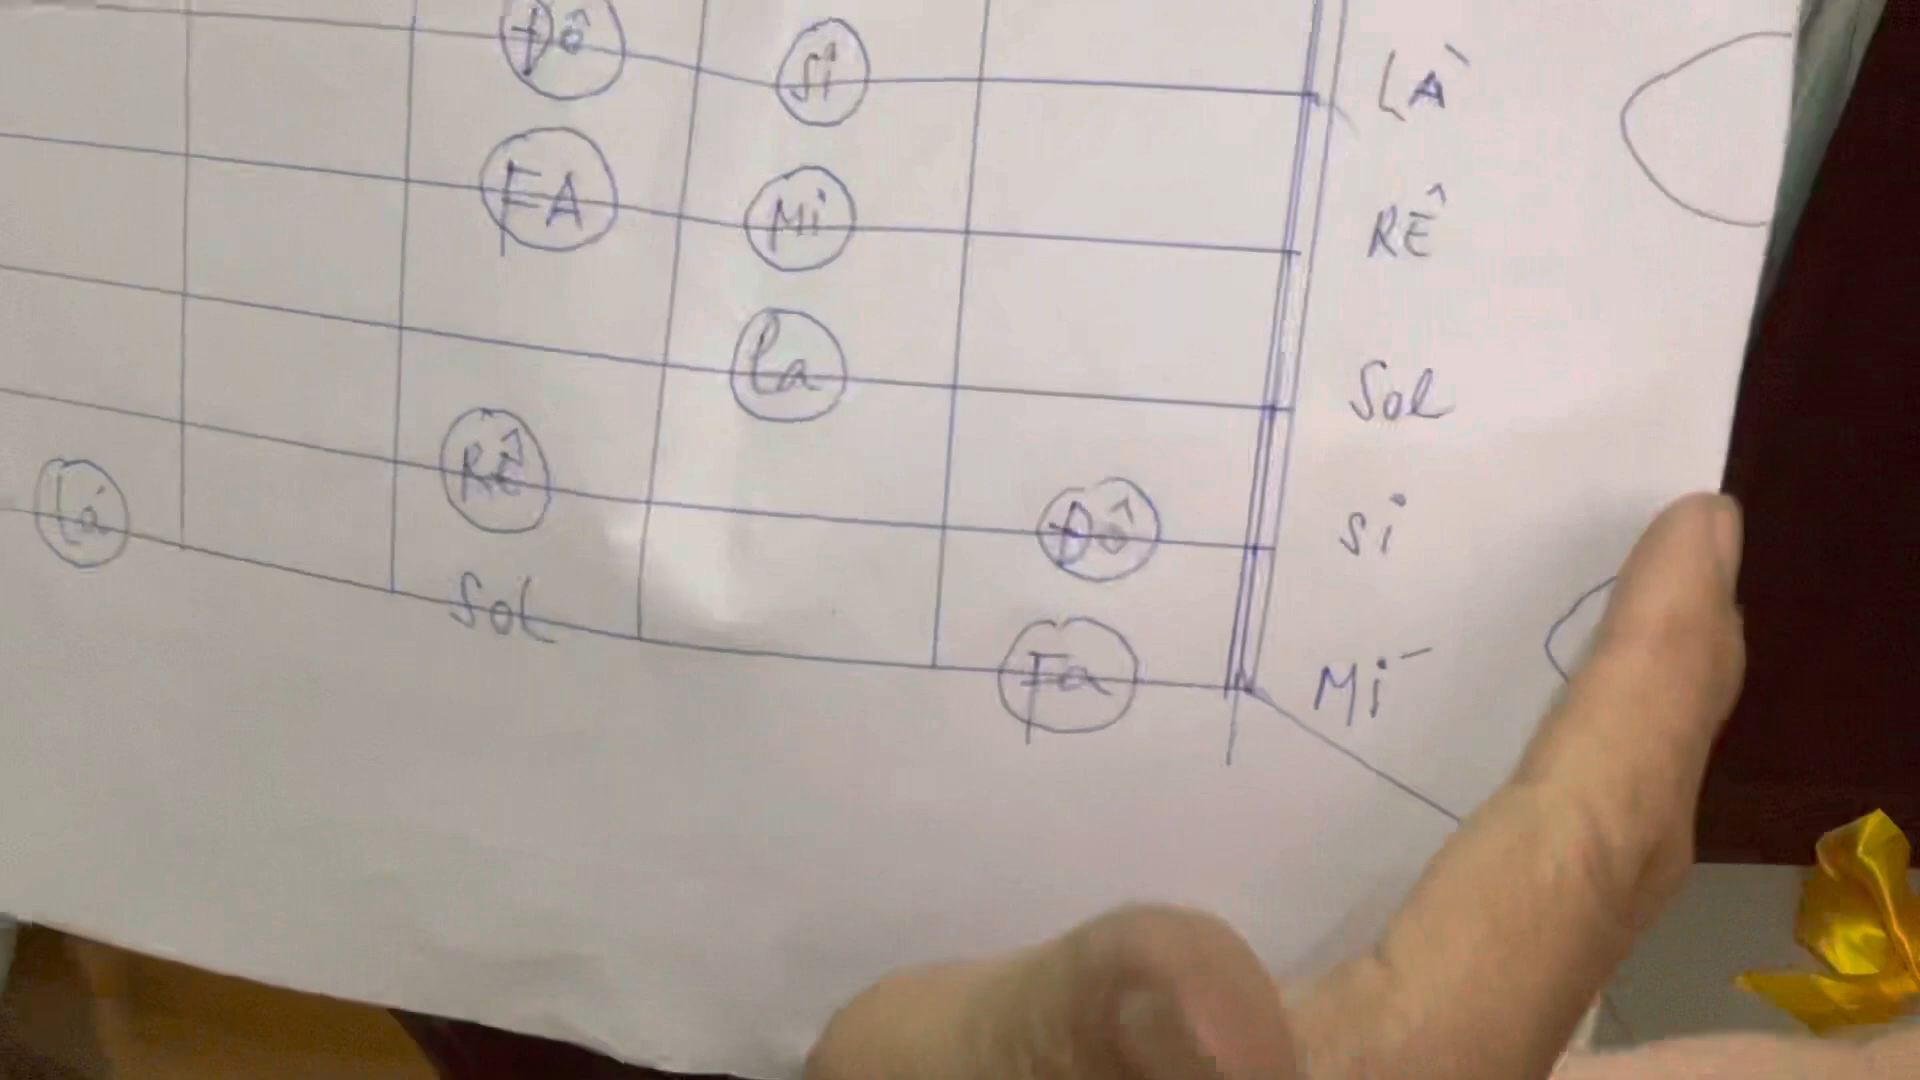 Đô Si LÀ
FA Mi RÊ
La Sol
RÊ Đô Si
Lá Sol Fa Mi